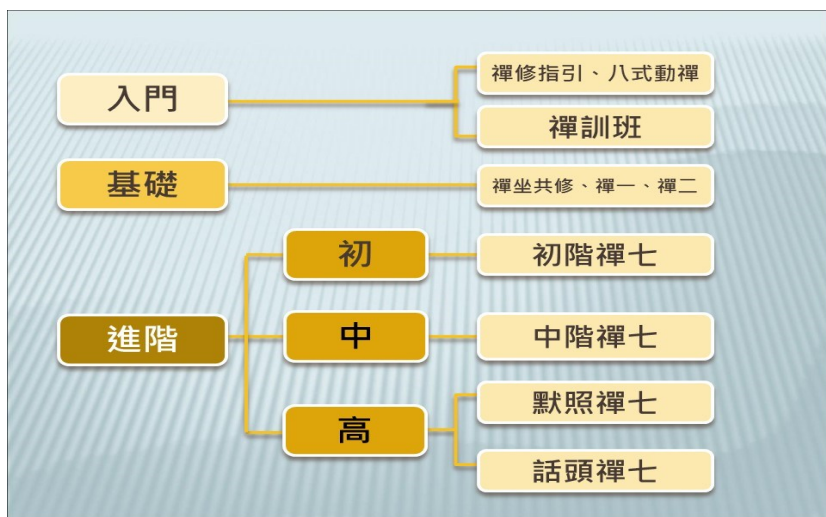 入門
禪修指引、八式動禪
禪訓班
基礎
禪坐共修、禪一、禪二
進階
初
初階禪七
中
中階禪七
高
默照禪七
話頭禪七